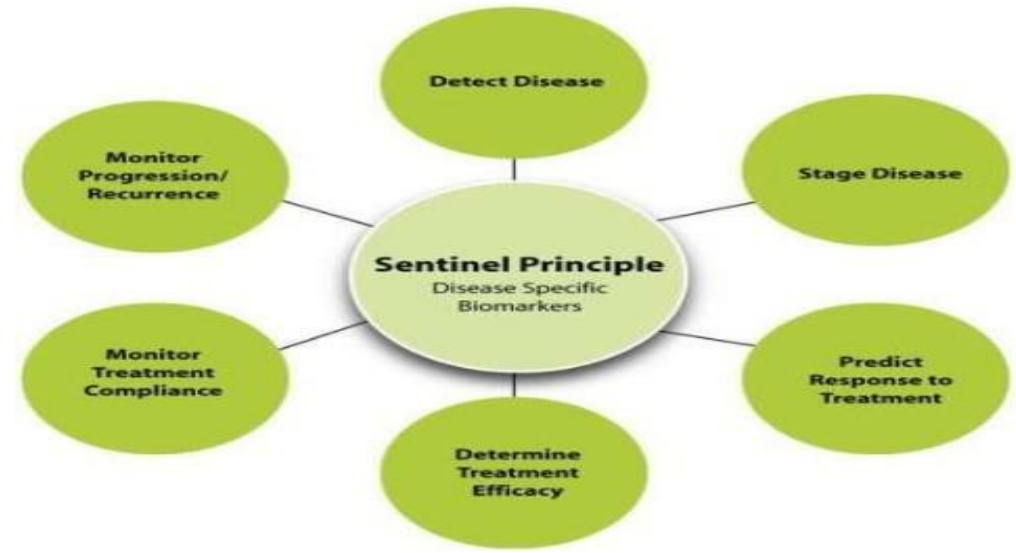 Detect Disease
Stage Disease
Predict
Response to
Treatment
Determine
Treatment
Efficacy
Monitor
Treatment
Compliance
Monitor
Progression/
Recurrence
Sentinel Principle
Disease Specific
Biomarkers